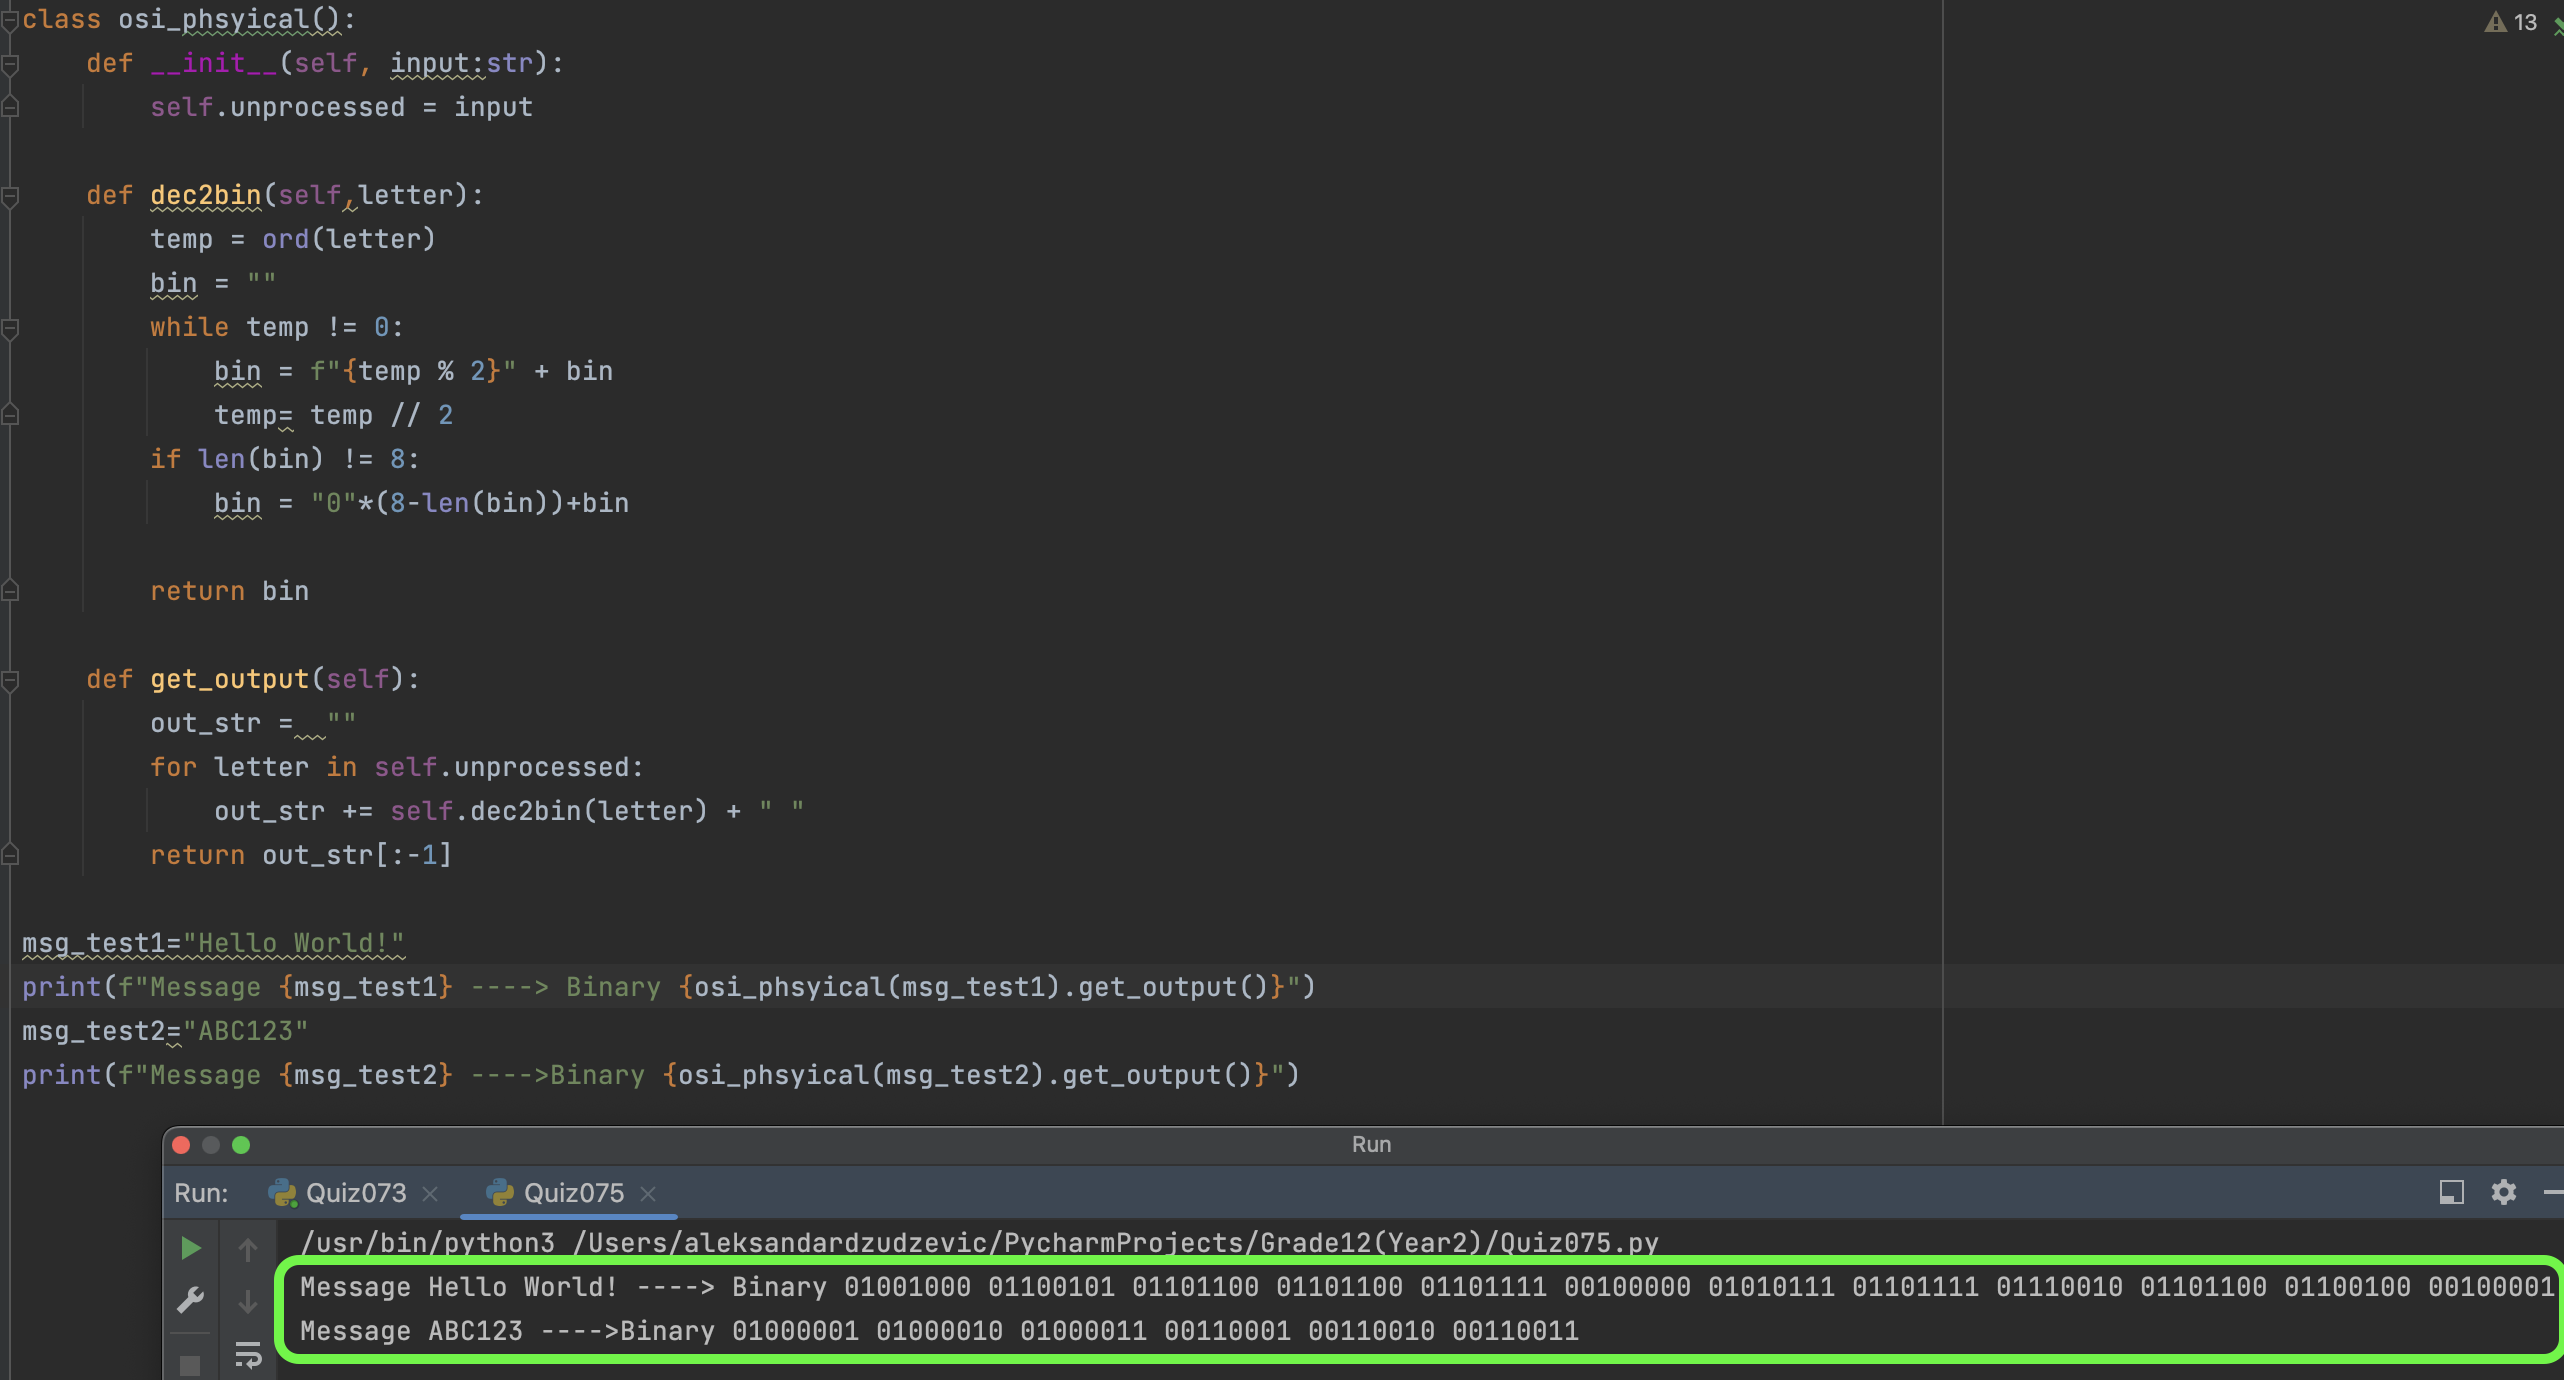 class osi_phsyical():
    def __init__(self, input:str):
        self.unprocessed = input
    def dec2bin(self,letter):
        temp = ord(letter)
        bin = ""
        while temp != 0:
            bin = f"{temp % 2}" + bin
            temp= temp // 2
        if len(bin) != 8:
            bin = "0"*(8-len(bin))+bin
        return bin
    def get_output(self):
        out_str =  ""
        for letter in self.unprocessed:
            out_str += self.dec2bin(letter) + " "
        return out_str[:-1]
msg_test1="Hello World!"
print(f"Message {msg_test1} ----> Binary {osi_phsyical(msg_test1).get_output()}")
msg_test2="ABC123"
print(f"Message {msg_test2} ---->Binary {osi_phsyical(msg_test2).get_output()}")
13
Run
Run: Quiz073 Quiz075
/usr/bin/python3 /Users/aleksandardzudzevic/PycharmProjects/Grade12(Year2)/Quiz075.py
Message Hello World! ----> Binary 01001000 01100101 01101100 01101100 01101111 00100000 01010111 01101111 01110010 01101100 01100100 00100001
Message ABC123 ---->Binary 01000001 01000010 01000011 00110001 00110010 00110011